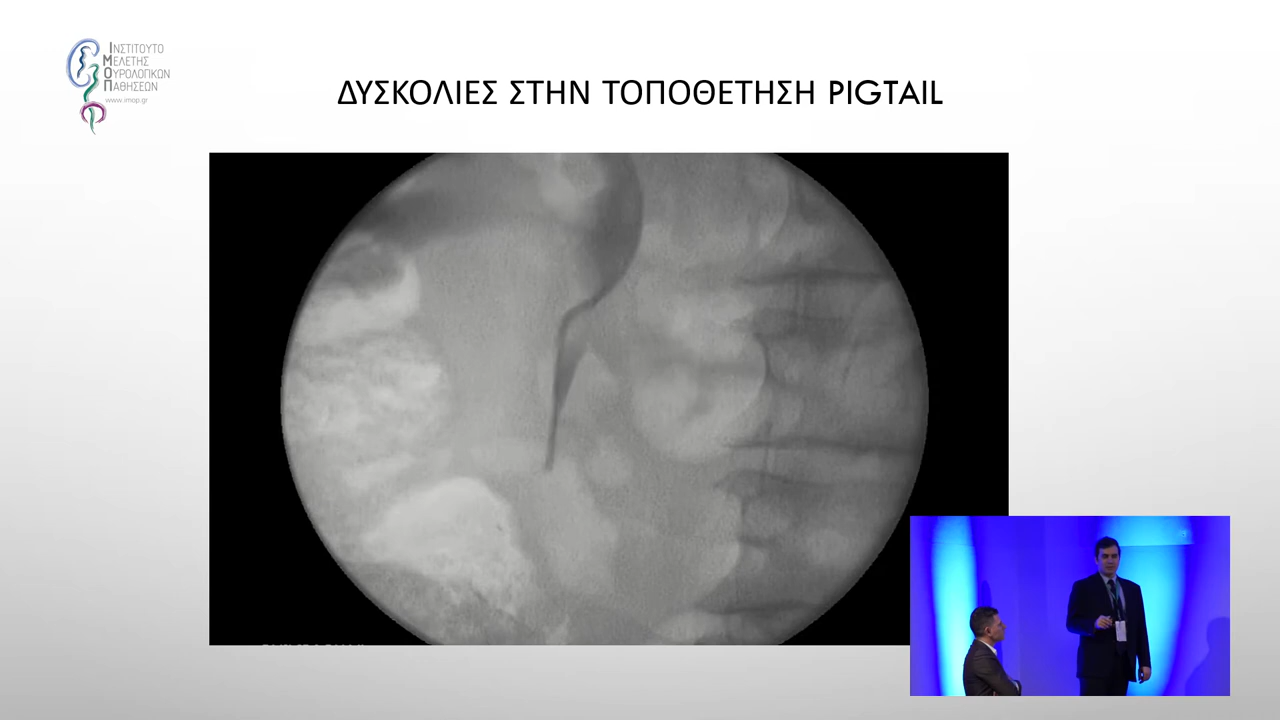 ΙΝΣΤΙΤΟΥΤΟ
ΜΕΛΕΤΗΣ
ΟΥΡΟΛΟΓΙΚΩΝ
ΠΑΘΗΣΕΩΝ
www.imop.gr
ΔΥΣΚΟΛΙΕΣ ΣΤΗΝ ΤΟΠΟΘΕΤΗΣΗ PIGTAIL